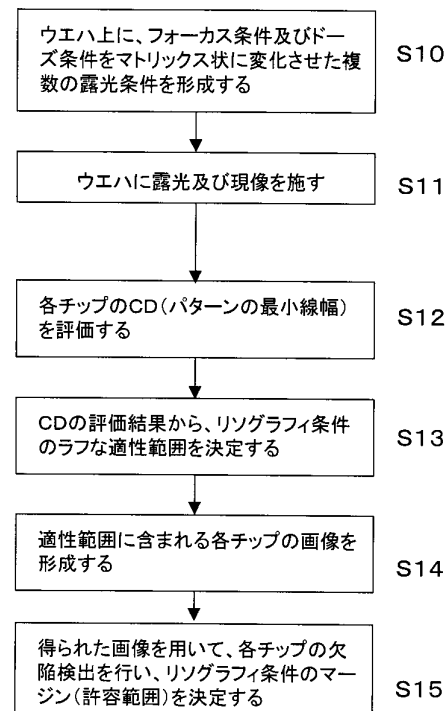 ウエハ上に、フォーカス条件及びドー
ズ条件をマトリックス状に変化させた複
数の露光条件を形成する
S10
ウエハに露光及び現像を施す
S11
各チップのCD(パターンの最小線幅)
を評価する
S12
CDの評価結果から、リソグラフィ条件
のラフな適性範囲を決定する
S13
適性範囲に含まれる各チップの画像を
形成する
S14
得られた画像を用いて、各チップの欠
陥検出を行い、リソグラフィ条件のマー
ジン(許容範囲)を決定する
S15